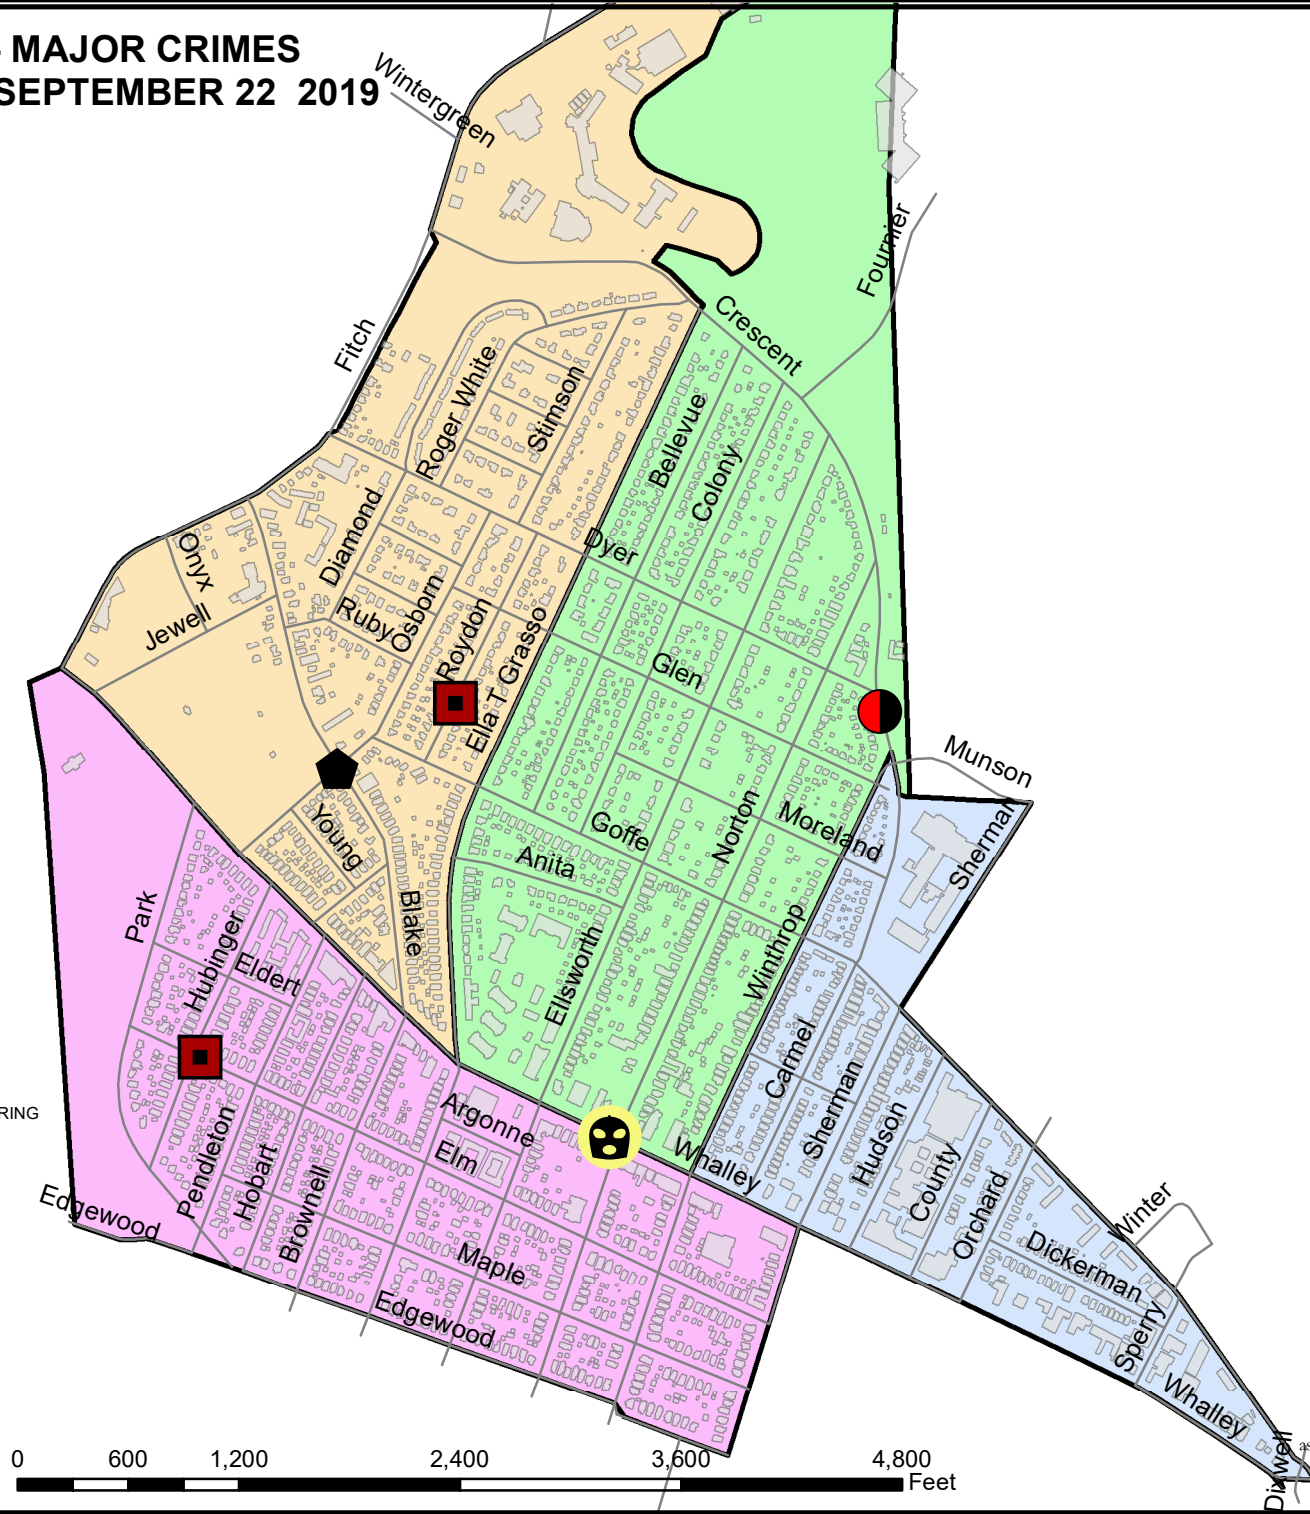 - MAJOR CRIMES
SEPTEMBER 22 2019
Wintergreen
Fournier
Fitch
Crescent
Roger White
Stimson
Bellevue
Colony
Diamond
Dyer
Onyx
Osborn
Ruby
Jewell
Roydon
Ella T Grasso
Glen
Munson
Young
Goffe
Norton
Moreland
Sherman
Anita
Park
Blake
Hubinger
Eldert
Ellsworth
Winthrop
Carmel
Sherman
RING
Argonne
Elm
Whalley
Hudson
County
Pendleton
Hobart
Brownell
Edgewood
Orchard
Winter
Maple
Dickerman
Edgewood
Sperry
Whalley
Dixwell
as
0 600 1,200 2,400 3,600 4,800
Feet